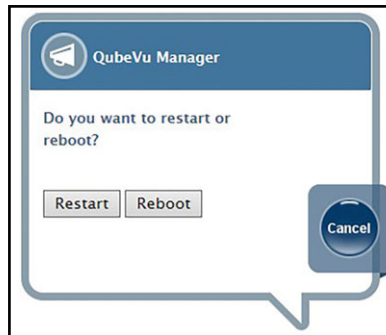 QubeVu Manager
Do you want to restart or
reboot?
Restart Reboot
Cancel